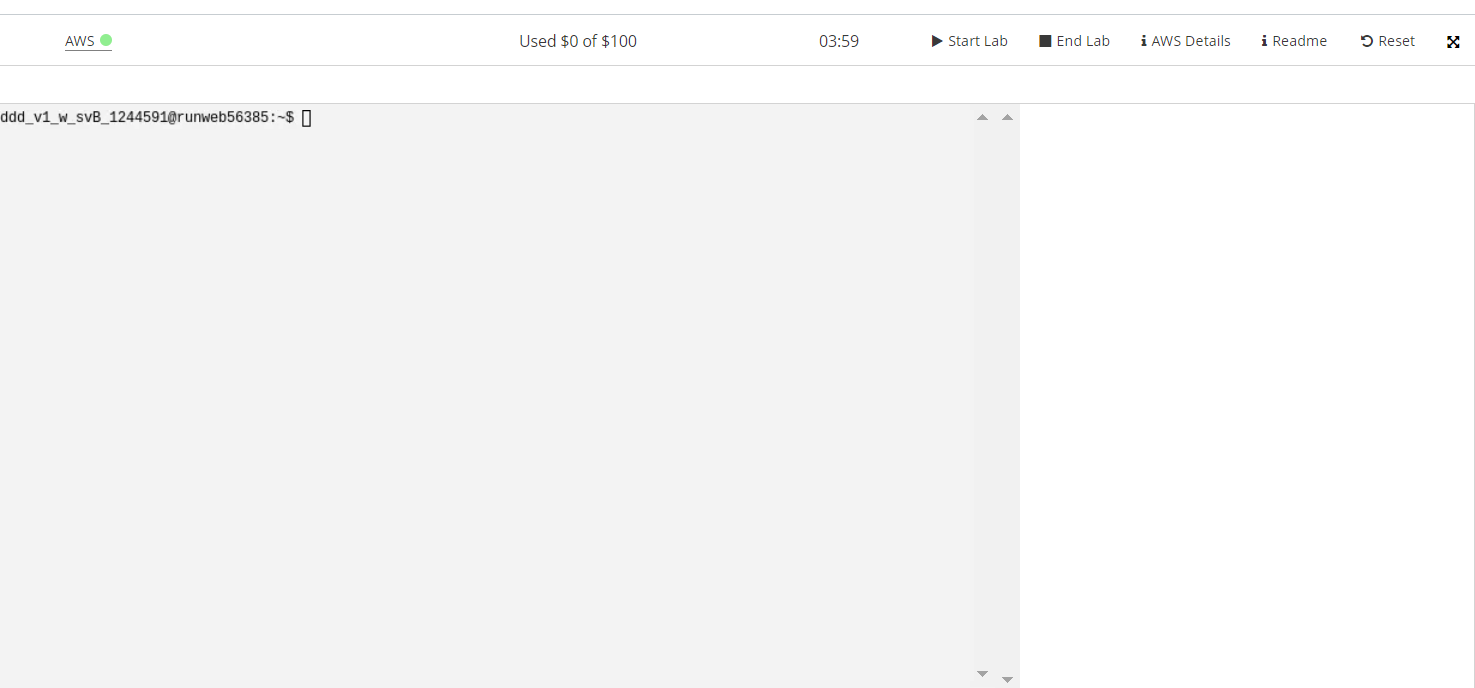 AWS Used $0 of $100 03:59 Start Lab End Lab AWS Details Readme Reset
ddd_v1_w_svB_1244591@runweb56385:~$